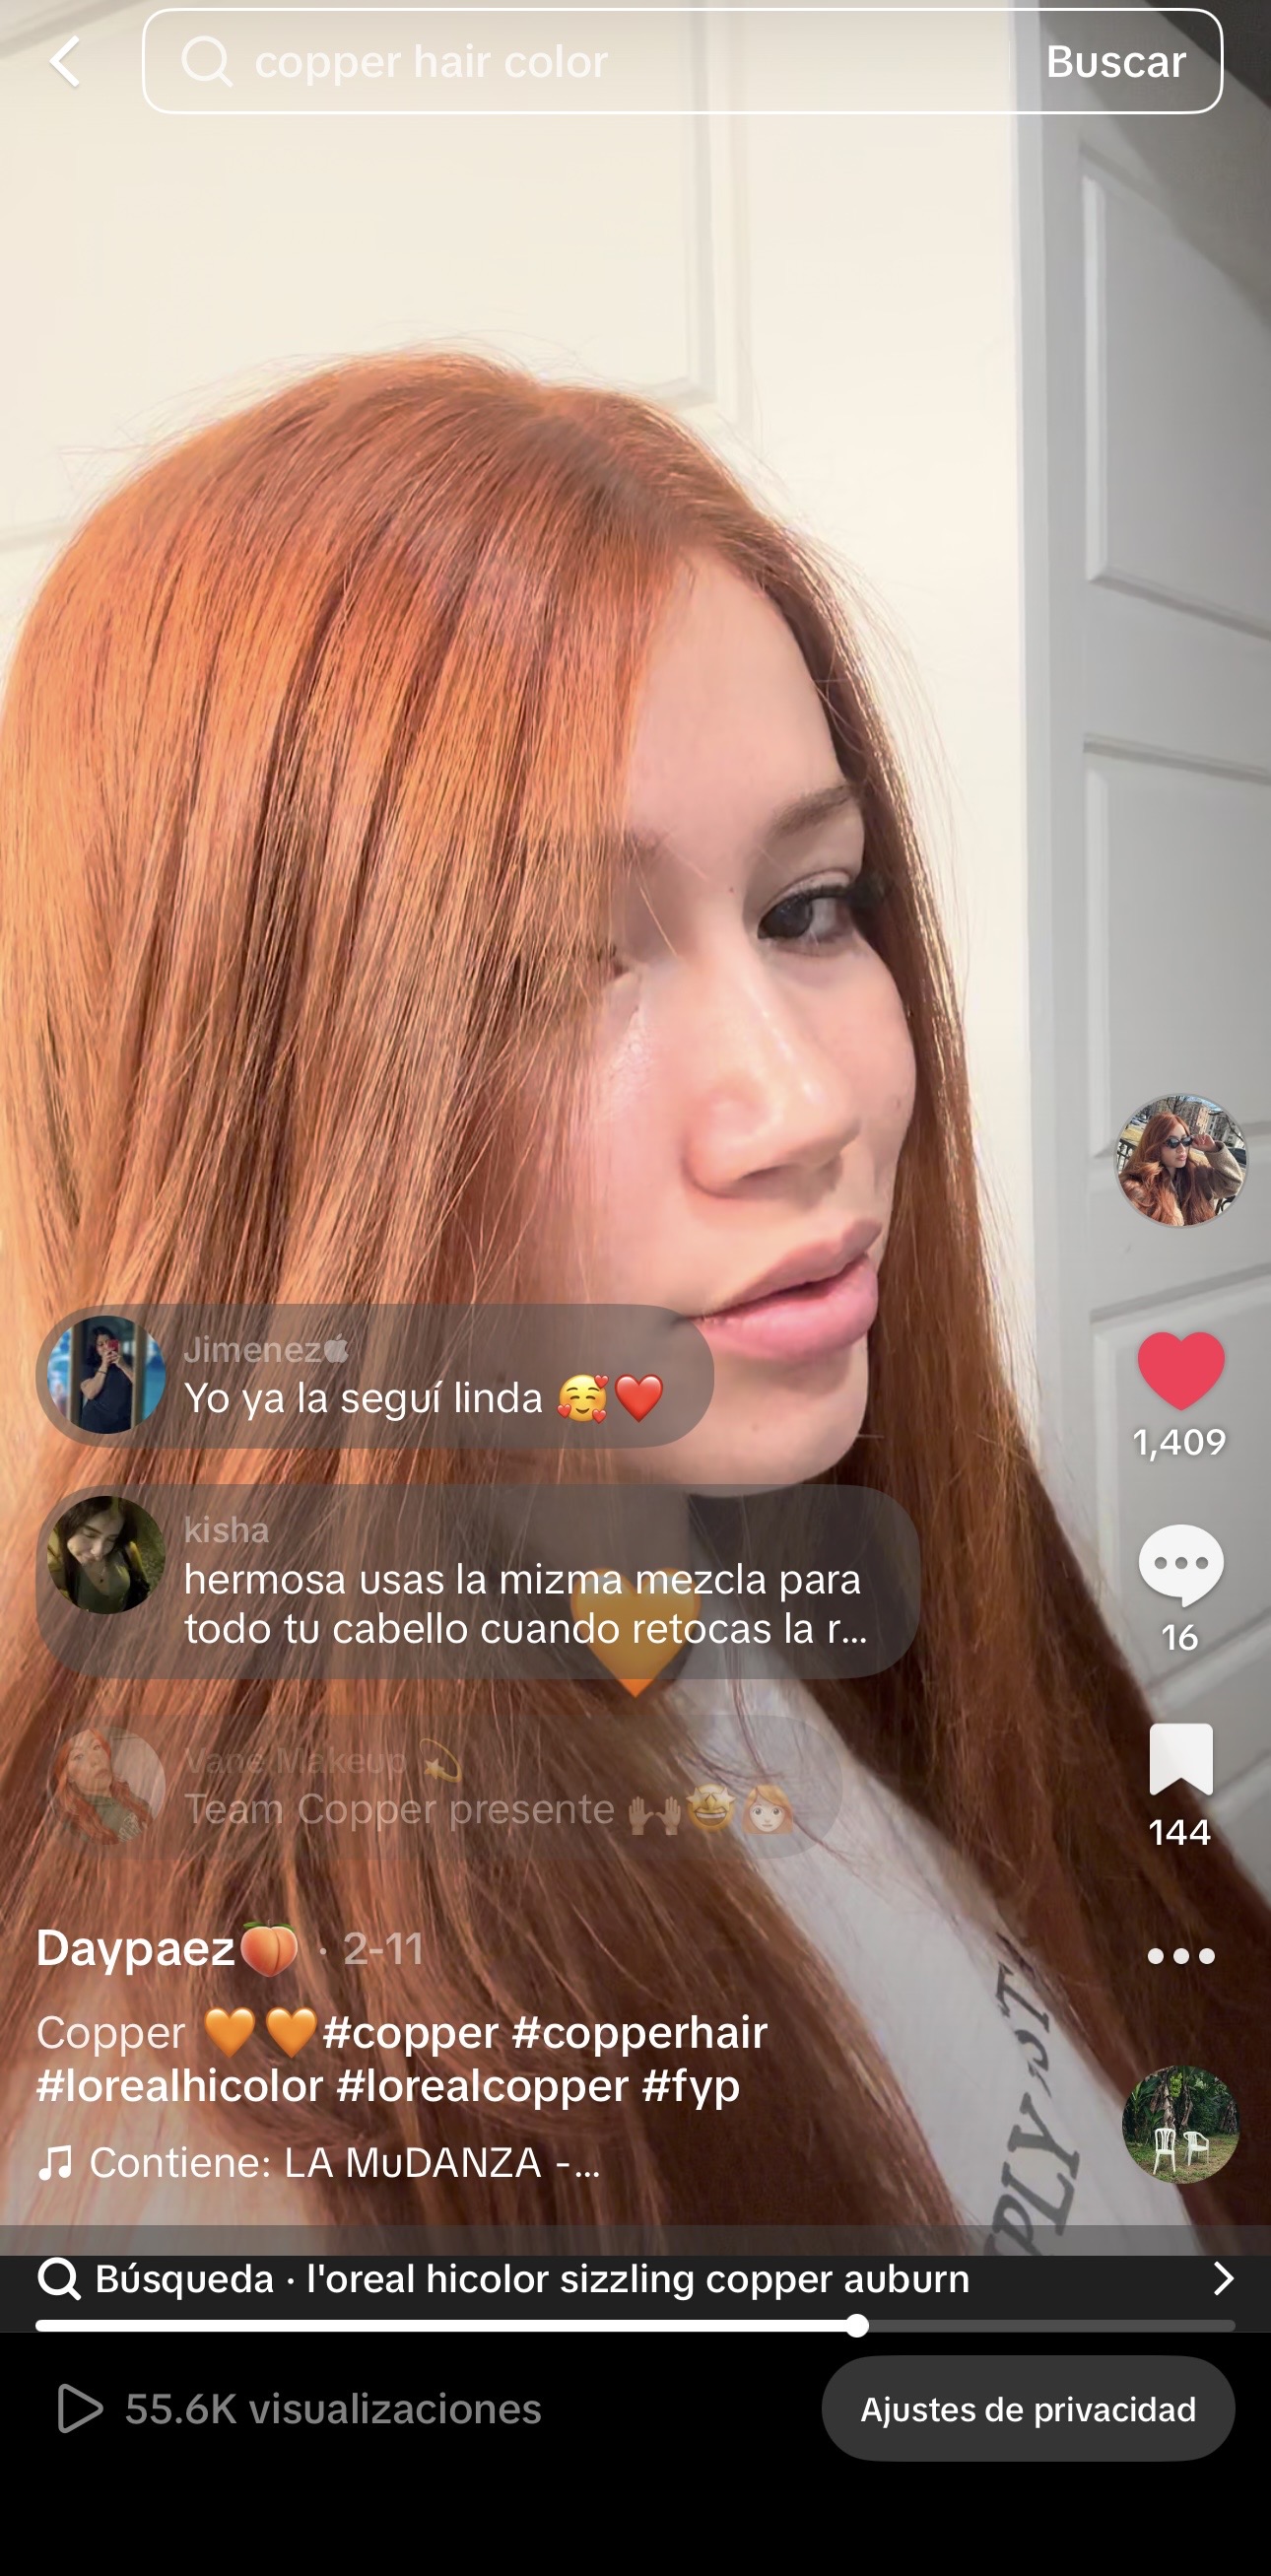 copper hair color
Buscar
Jimenez
Yo ya la seguí linda 🥰❤️
kisha
hermosa usas la mizma mezcla para
todo tu cabello cuando retocas la r...
Vane Makeup 💫
Team Copper presente 🙌🤩👩‍🦰
1,409
16
144
Daypaez🍑 · 2-11
Copper 🧡🧡#copper #copperhair
#lorealhicolor #lorealcopper #fyp
Contiene: LA MuDANZA -...
Búsqueda · l'oreal hicolor sizzling copper auburn
55.6K visualizaciones
Ajustes de privacidad